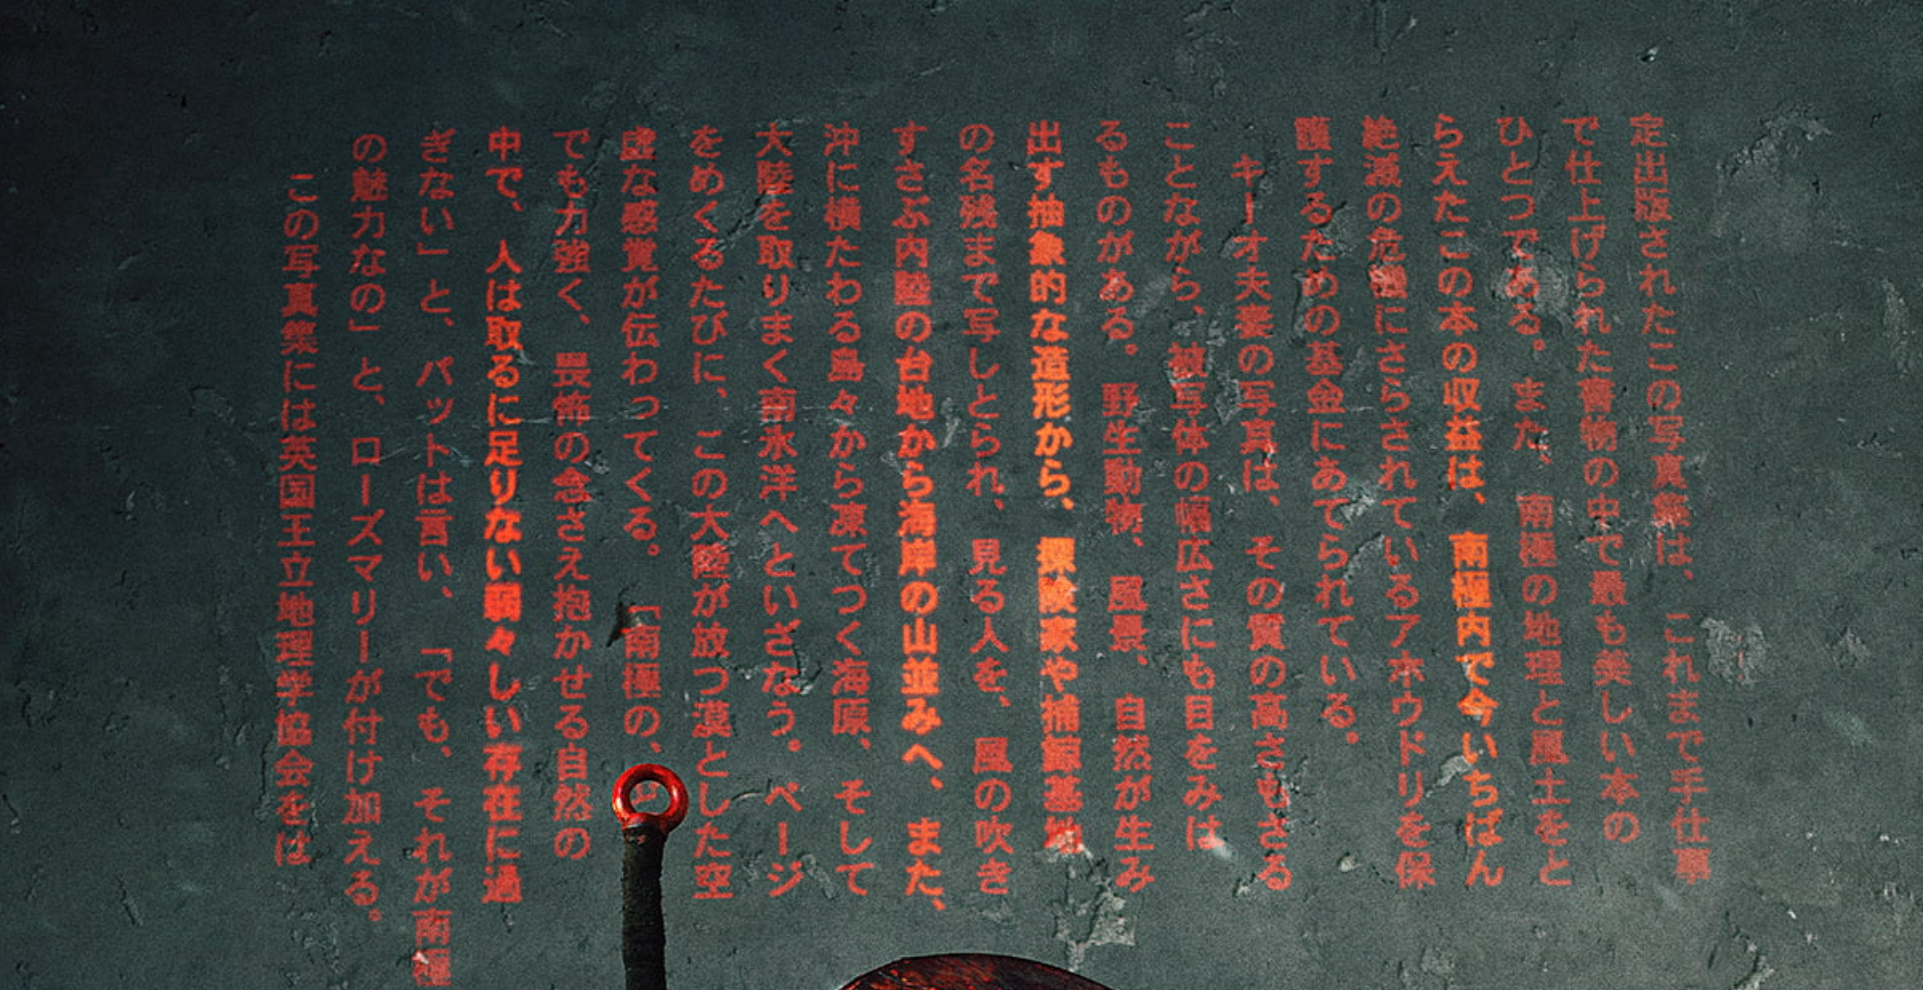 定出版されたこの写真集は、これまで手仕事
で仕上げられた書物の中で最も美しい本の
ひとつである。また、南極の地理と風土をと
らえたこの本の収益は、南極内で今いちばん
絶滅の危機にさらされているアホウドリを保
護するための基金にあてられている。
キーオ夫妻の写真は、その質の高さもさる
ことながら、被写体の幅広さにも目をみは
るものがある。野生動物、風景、自然が生み
出す抽象的な造形から、探険家や捕鯨基地
の名残まで写しとられ、見る人を、風の吹き
すさぶ内陸の台地から海岸の山並みへ、また、
沖に横たわる島々から凍てつく海原、そして
大陸を取りまく南氷洋へといざなう。ページ
をめくるたびに、この大陸が放つ漠とした空
虚な感覚が伝わってくる。「南極の、
でも力強く、畏怖の念さえ抱かせる自然の
中で、人は取るに足りない弱々しい存在に過
ぎない」と、パットは言い、「でも、それが南極
の魅力なの」と、ローズマリーが付け加える。
この写真集には英国王立地理学協会をは